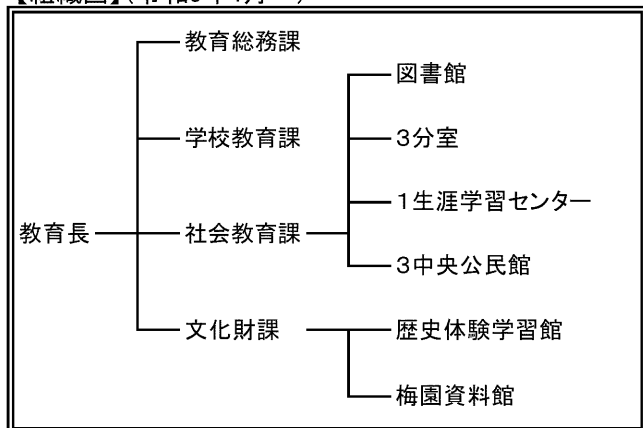 教育総務課
図書館
学校教育課
3分室
1生涯学習センター
教育長
社会教育課
3中央公民館
文化財課
歴史体験学習館
梅園資料館